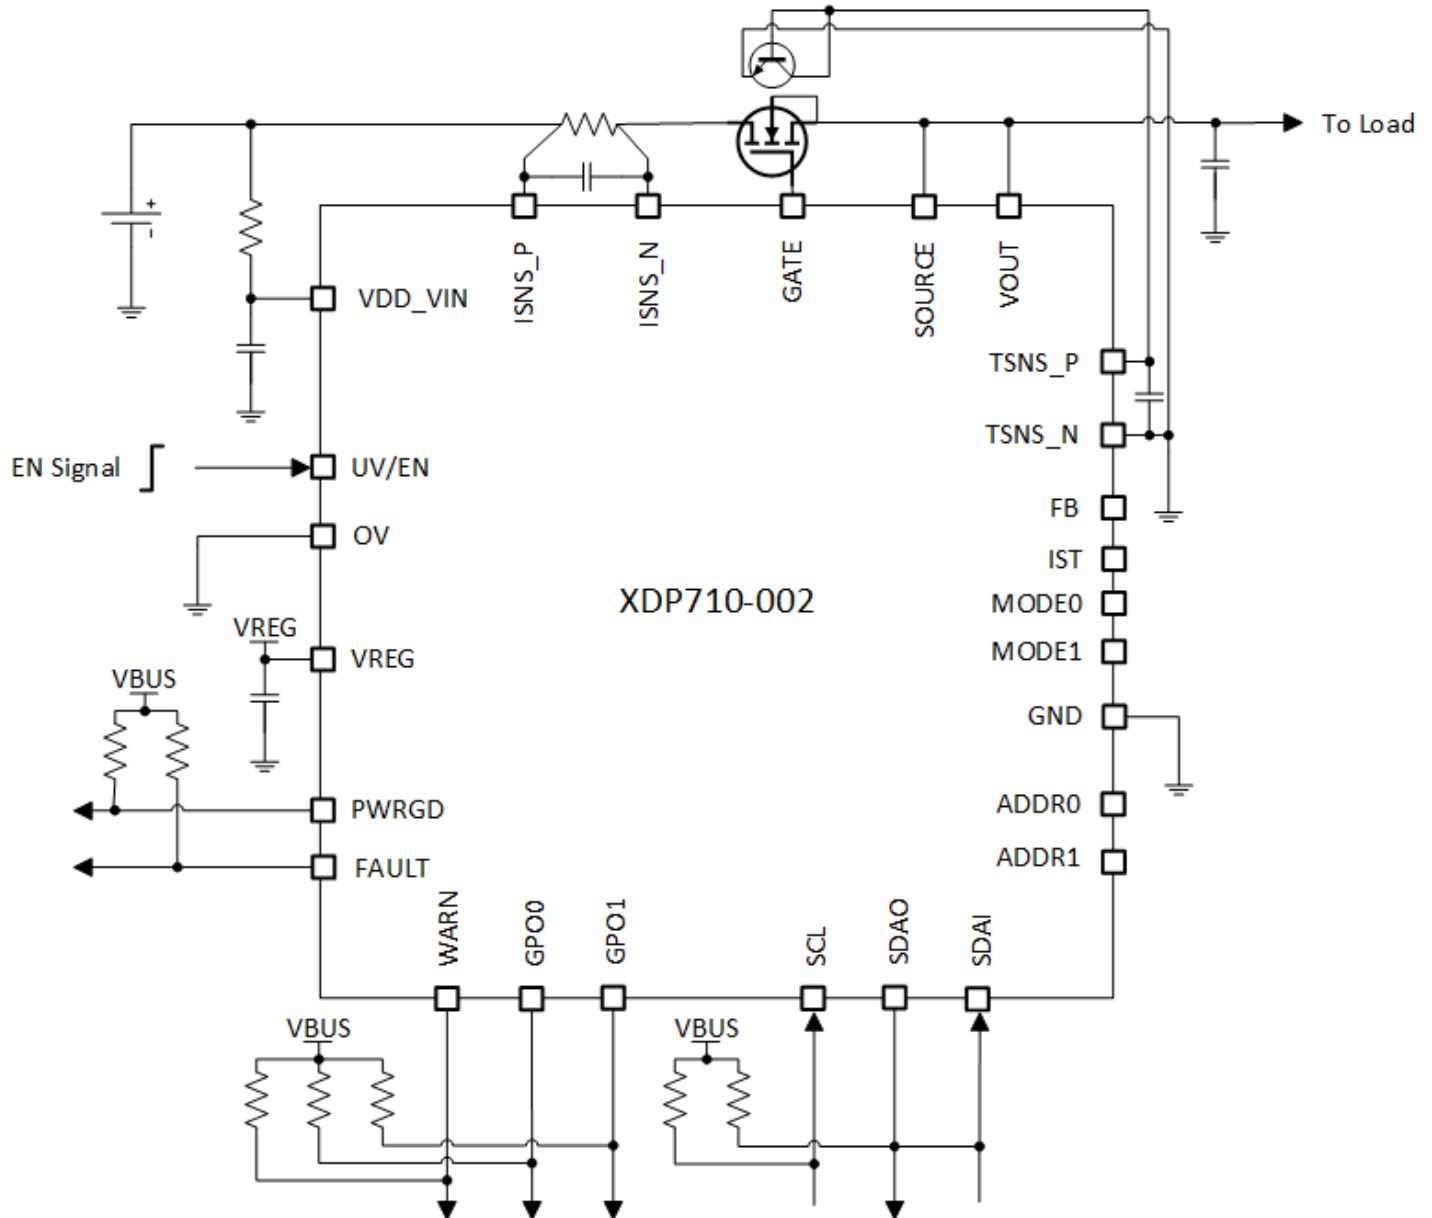 To Load
+
-
ISNS_P
ISNS_N
GATE
SOURCE
VOUT
VDD_VIN
TSNS_P
TSNS_N
EN Signal
UV/EN
OV
FB
IST
XDP710-002
MODE0
MODE1
VREG
VREG
VBUS
GND
PWRGD
ADDR0
FAULT
ADDR1
WARN
GPO0
GPO1
SCL
SDAO
SDAI
VBUS
VBUS